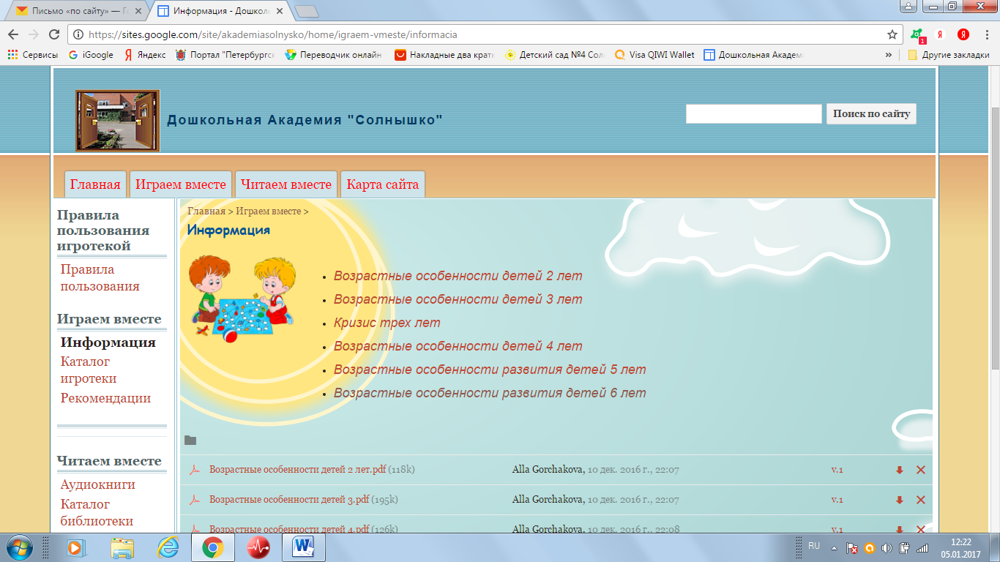 Письмо «по сайту» — Го
Информация - Дошколь
https://sites.google.com/site/akademiasolnysko/home/igraem-vmeste/informacia
Сервисы iGoogle Яндекс Портал "Петербургск Переводчик онлайн Накладные два кратк Детский сад №4 Сол Visa QIWI Wallet Дошкольная Академ » Другие закладки
Дошкольная Академия "Солнышко"
Поиск по сайту
Главная Играем вместе Читаем вместе Карта сайта
Правила
пользования
игротекой
Правила
пользования
Играем вместе
Информация
Каталог
игротеки
Рекомендации
Читаем вместе
Аудиокниги
Каталог
библиотеки
Главная > Играем вместе >
Информация
• Возрастные особенности детей 2 лет
• Возрастные особенности детей 3 лет
• Кризис трех лет
• Возрастные особенности детей 4 лет
• Возрастные особенности развития детей 5 лет
• Возрастные особенности развития детей 6 лет
Возрастные особенности детей 2 лет.pdf (118k) Alla Gorchakova, 10 дек. 2016 г., 22:07 v.1
Возрастные особенности детей 3.pdf (195k) Alla Gorchakova, 10 дек. 2016 г., 22:07 v.1
Возрастные особенности детей 4.pdf (126k) Alla Gorchakova, 10 дек. 2016 г., 22:08 v.1
RU
12:22
05.01.2017